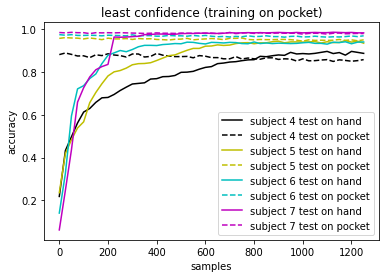 least confidence (training on pocket)
1.0
0.8
0.6
0.4
0.2
accuracy
0 200 400 600 800 1000 1200
samples
subject 4 test on hand
subject 4 test on pocket
subject 5 test on hand
subject 5 test on pocket
subject 6 test on hand
subject 6 test on pocket
subject 7 test on hand
subject 7 test on pocket